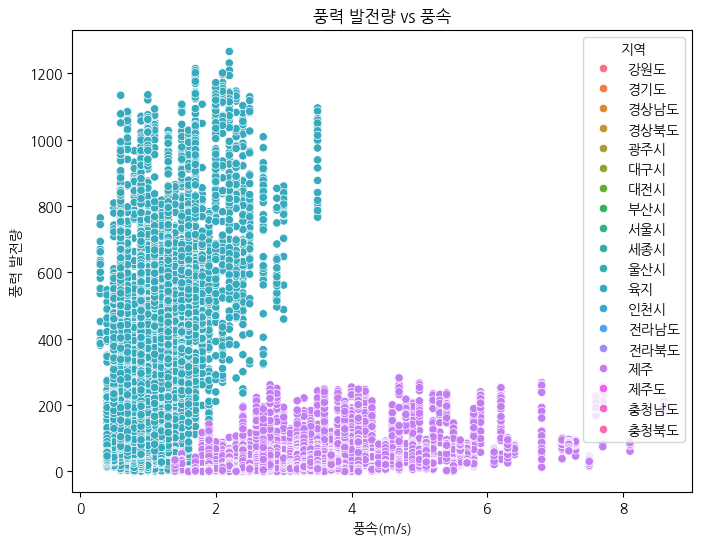 풍력 발전량 vs 풍속
지역
강원도
경기도
경상남도
경상북도
광주시
대구시
대전시
부산시
서울시
세종시
울산시
육지
인천시
전라남도
전라북도
제주
제주도
충청남도
충청북도
풍력 발전량
1200
1000
800
600
400
200
0
0 2 4 6 8
풍속(m/s)